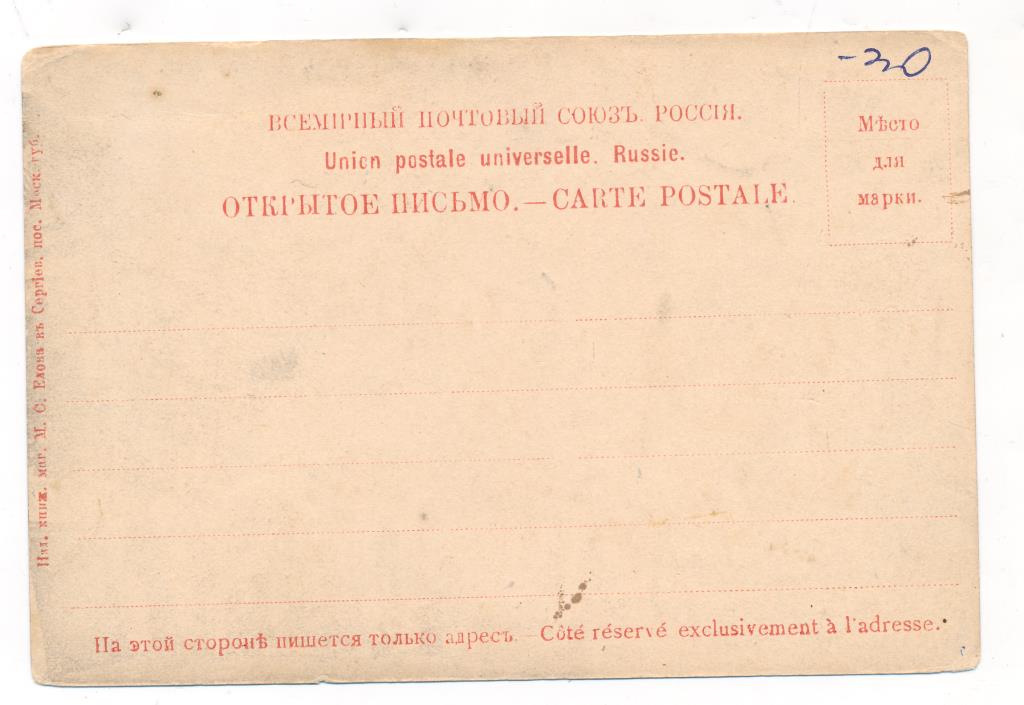 -30
ВСЕМІРНЫЙ ПОЧТОВЫЙ СОЮЗЪ. РОССІЯ.
Union postale universelle. Russie.
ОТКРЫТОЕ ПИСЬМО.—CARTE POSTALE.
Мѣсто
для
марки.
Изд. книж. маг. М. С. Елова въ Сергіев. пос. Моск. губ.
На этой сторонѣ пишется только адресъ. —Côté réservé exclusivement à l'adresse.